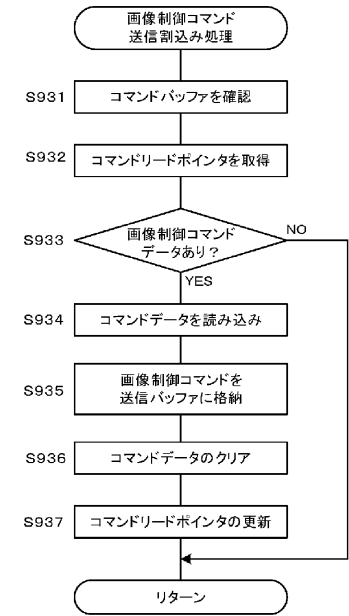 画像制御コマンド
送信割込み処理
S931
コマンドバッファを確認
S932
コマンドリードポインタを取得
S933
画像制御コマンド
データあり？
NO
YES
S934
コマンドデータを読み込み
S935
画像制御コマンドを
送信バッファに格納
S936
コマンドデータのクリア
S937
コマンドリードポインタの更新
リターン